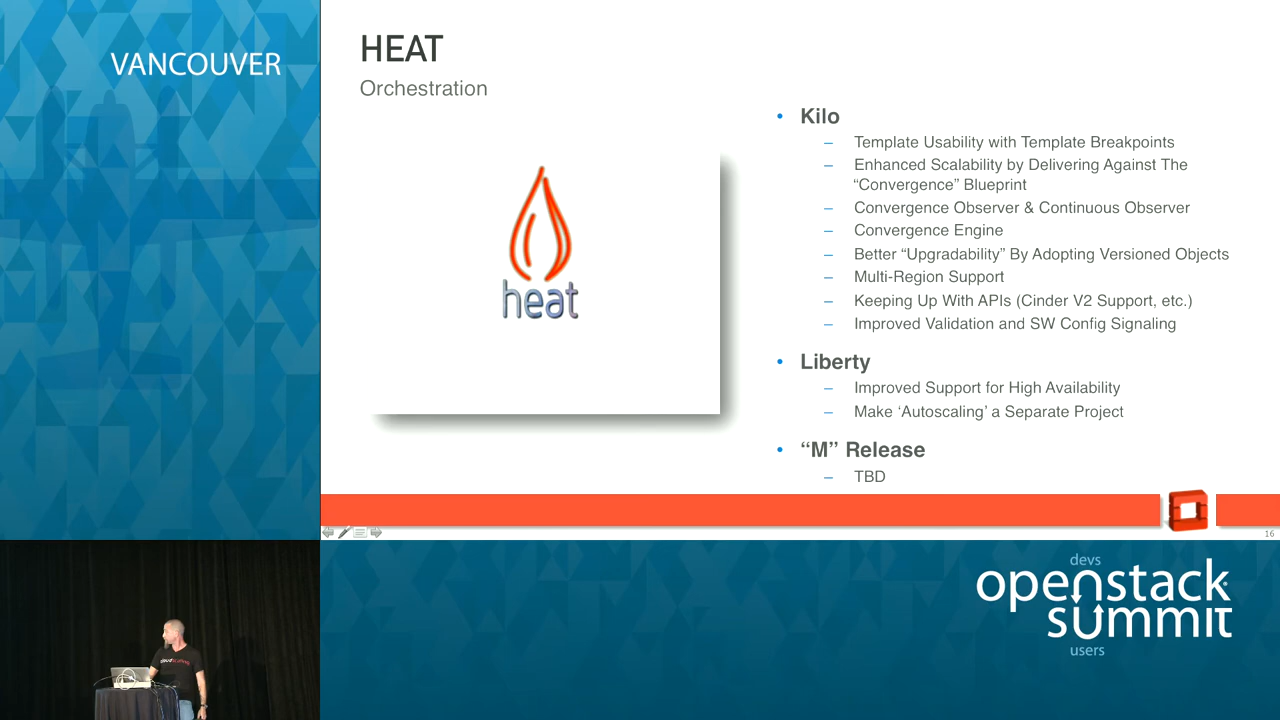 VANCOUVER
HEAT
Orchestration
heat
• Kilo
– Template Usability with Template Breakpoints
– Enhanced Scalability by Delivering Against The
“Convergence” Blueprint
– Convergence Observer & Continuous Observer
– Convergence Engine
– Better “Upgradability” By Adopting Versioned Objects
– Multi-Region Support
– Keeping Up With APIs (Cinder V2 Support, etc.)
– Improved Validation and SW Config Signaling
• Liberty
– Improved Support for High Availability
– Make ‘Autoscaling’ a Separate Project
• “M” Release
– TBD
16
devs
openstack
summit
users